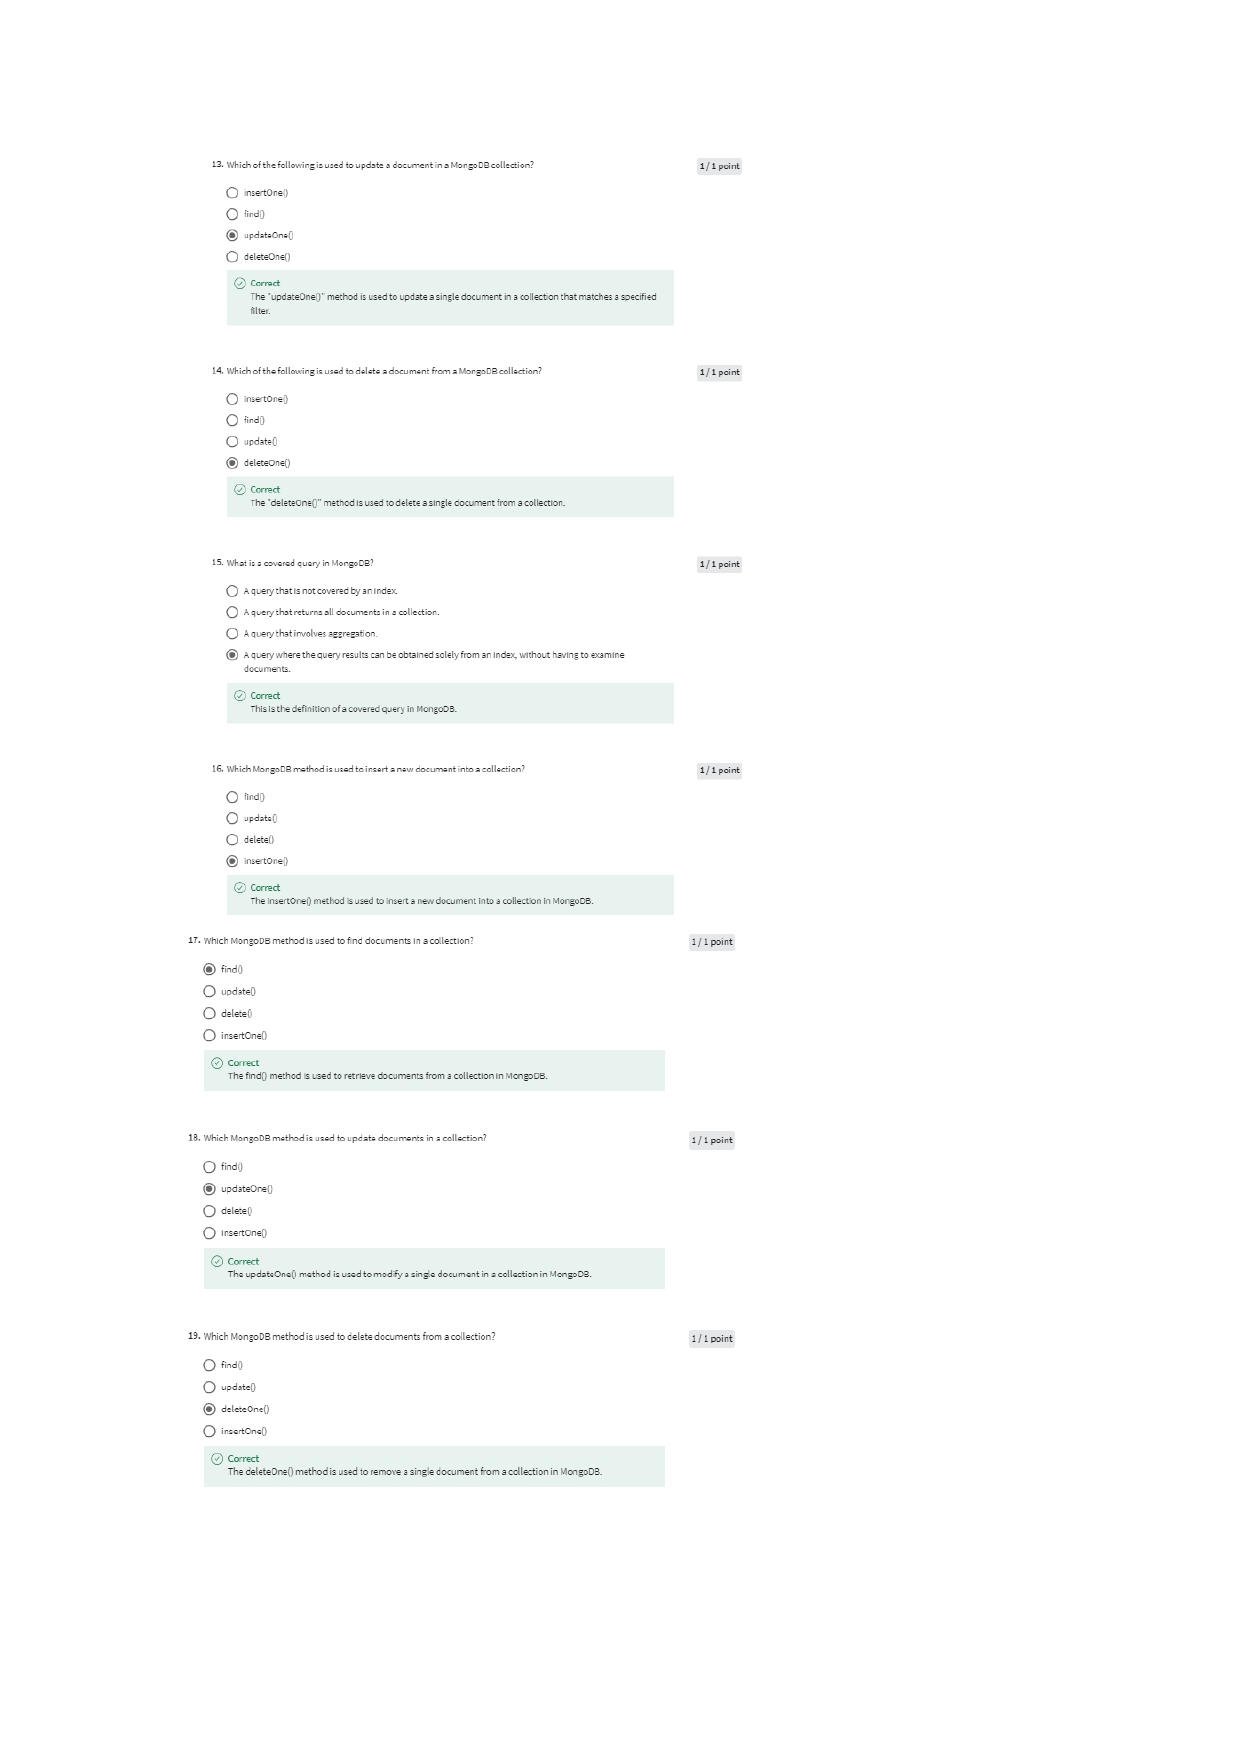 13. Which of the following is used to update a document in a MongoDB collection? 1 / 1 point
insertOne()
find()
updateOne()
deleteOne()
Correct
The "updateOne()" method is used to update a single document in a collection that matches a specified
filter.
14. Which of the following is used to delete a document from a MongoDB collection? 1 / 1 point
insertOne()
find()
update()
deleteOne()
Correct
The "deleteOne()" method is used to delete a single document from a collection.
15. What is a covered query in MongoDB? 1 / 1 point
A query that is not covered by an index.
A query that returns all documents in a collection.
A query that involves aggregation.
A query where the query results can be obtained solely from an index, without having to examine
documents.
Correct
This is the definition of a covered query in MongoDB.
16. Which MongoDB method is used to insert a new document into a collection? 1 / 1 point
find()
update()
delete()
insertOne()
Correct
The insertOne() method is used to insert a new document into a collection in MongoDB.
17. Which MongoDB method is used to find documents in a collection? 1 / 1 point
find()
update()
delete()
insertOne()
Correct
The find() method is used to retrieve documents from a collection in MongoDB.
18. Which MongoDB method is used to update documents in a collection? 1 / 1 point
find()
updateOne()
delete()
insertOne()
Correct
The updateOne() method is used to modify a single document in a collection in MongoDB.
19. Which MongoDB method is used to delete documents from a collection? 1 / 1 point
find()
update()
deleteOne()
insertOne()
Correct
The deleteOne() method is used to remove a single document from a collection in MongoDB.